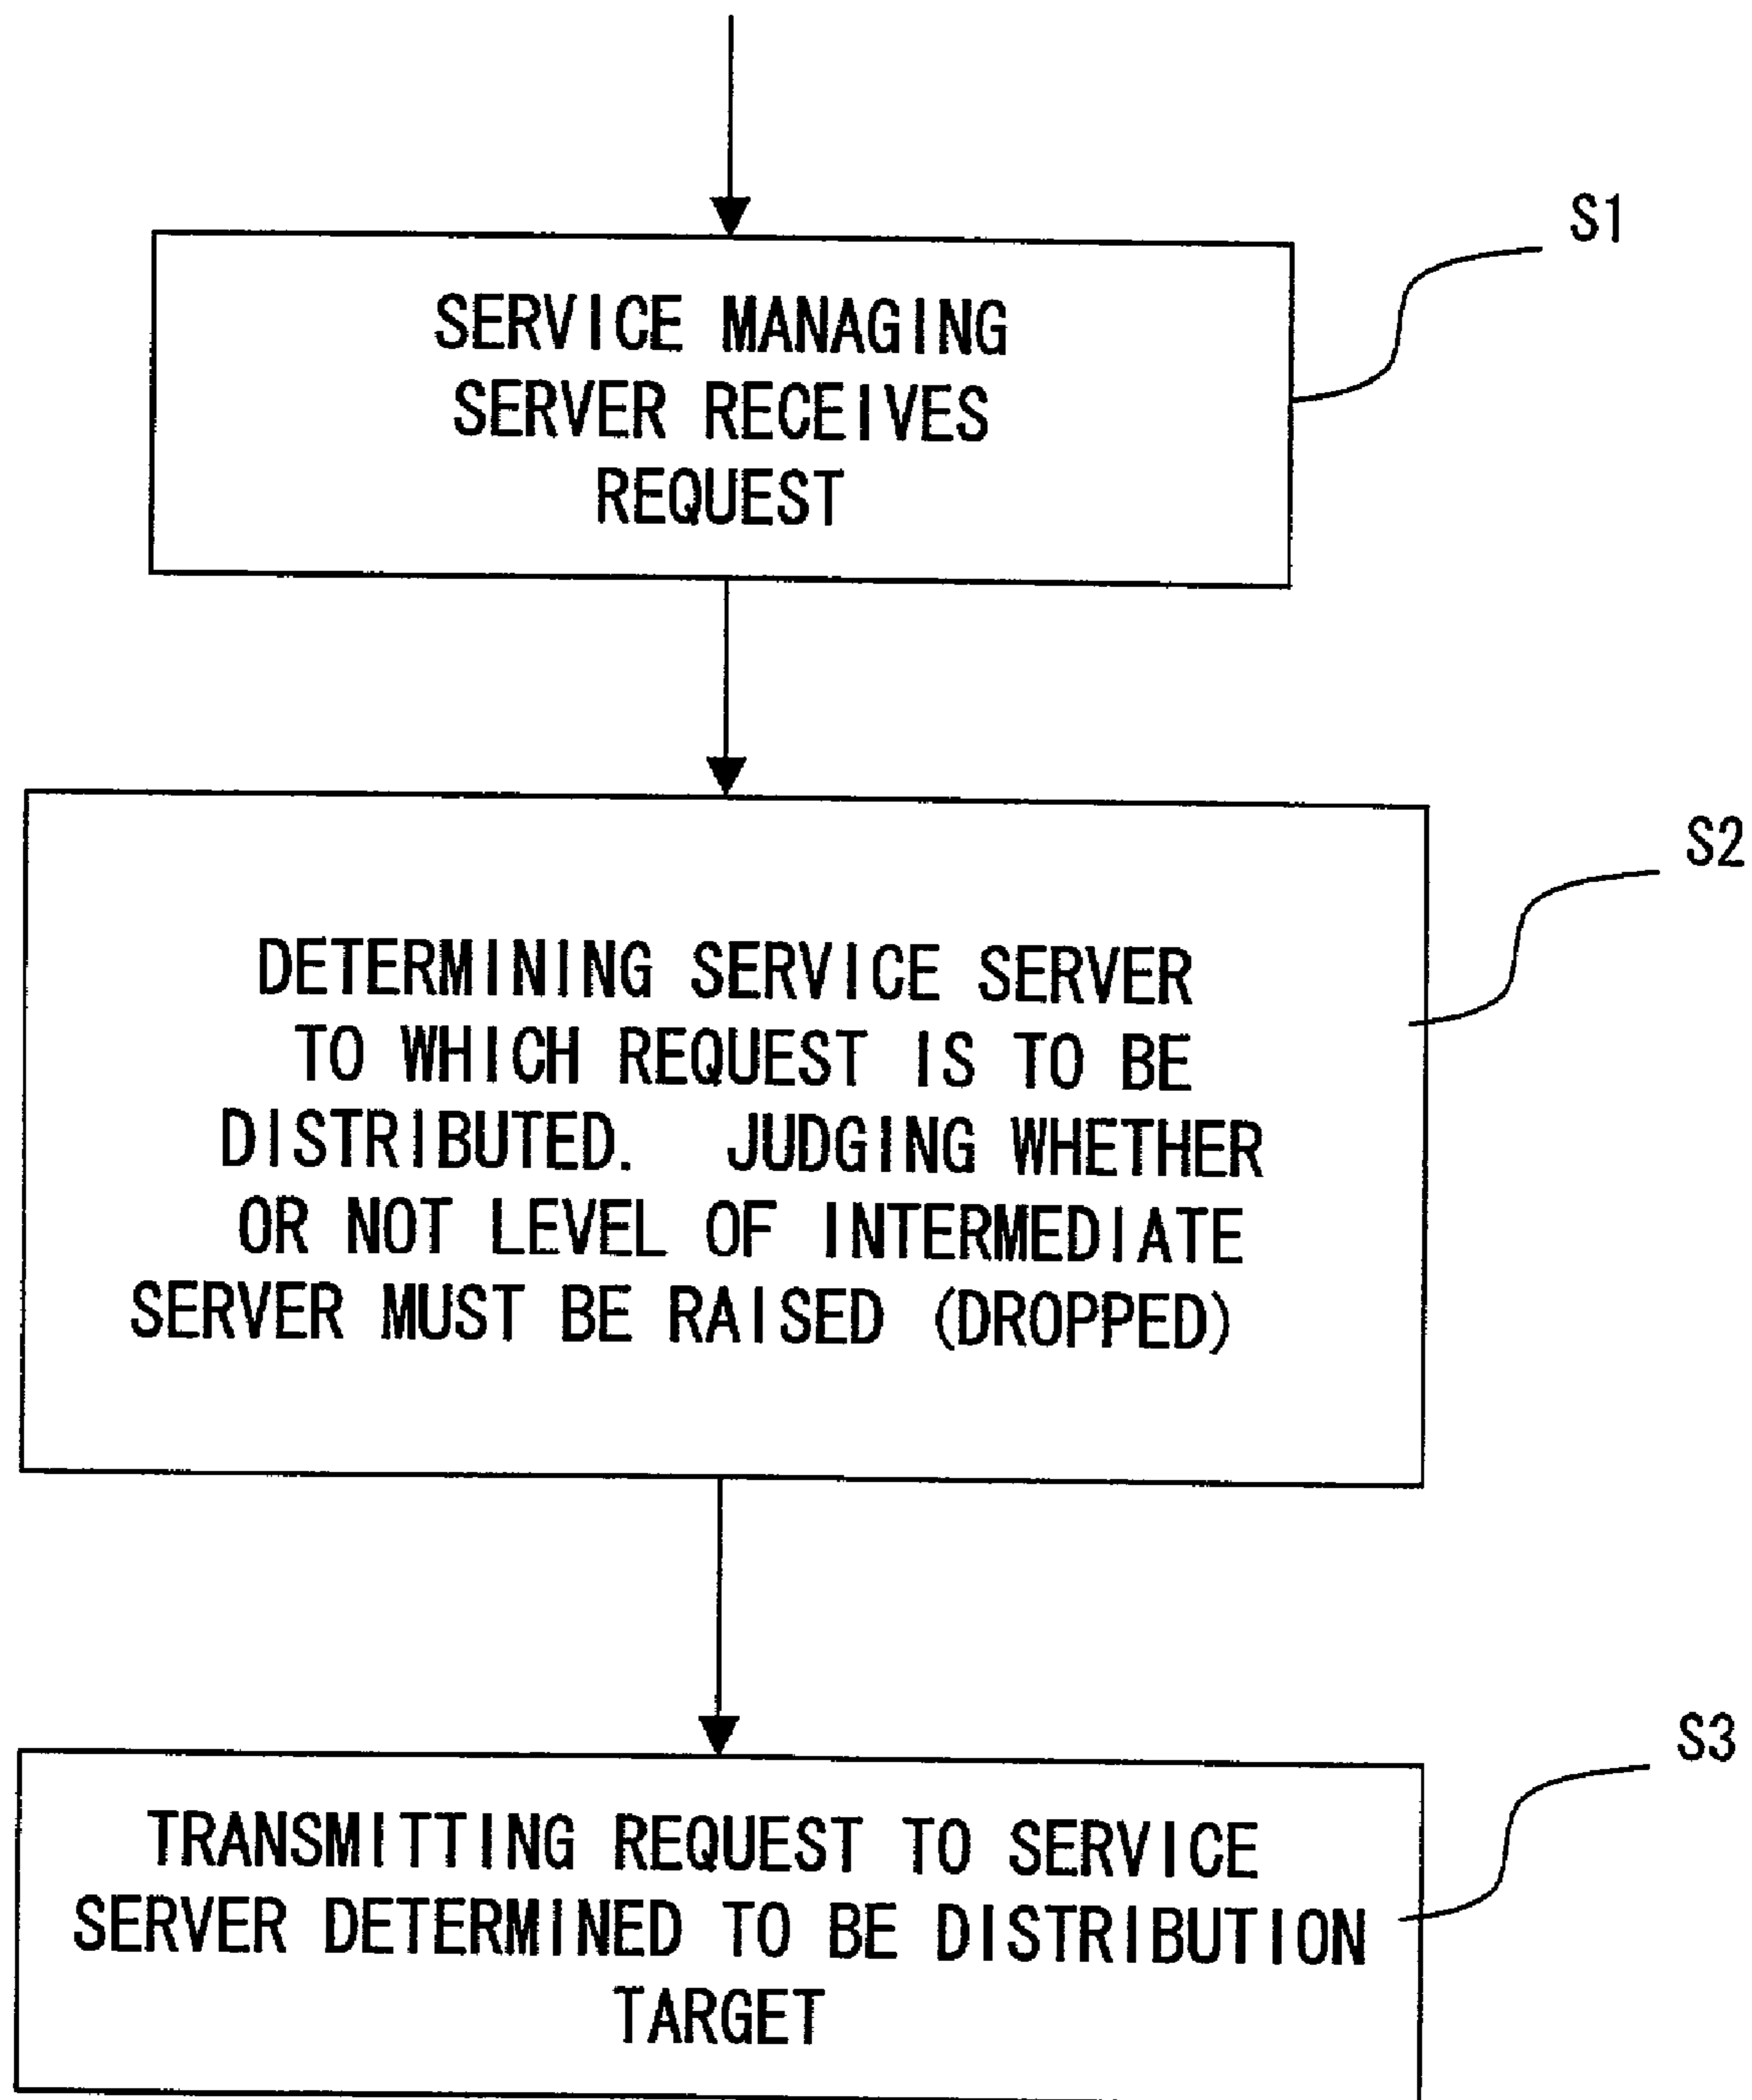 S1
SERVICE MANAGING
SERVER RECEIVES
REQUEST
S2
DETERMINING SERVICE SERVER
TO WHICH REQUEST IS TO BE
DISTRIBUTED. JUDGING WHETHER
OR NOT LEVEL OF INTERMEDIATE
SERVER MUST BE RAISED (DROPPED)
S3
TRANSMITTING REQUEST TO SERVICE
SERVER DETERMINED TO BE DISTRIBUTION
TARGET